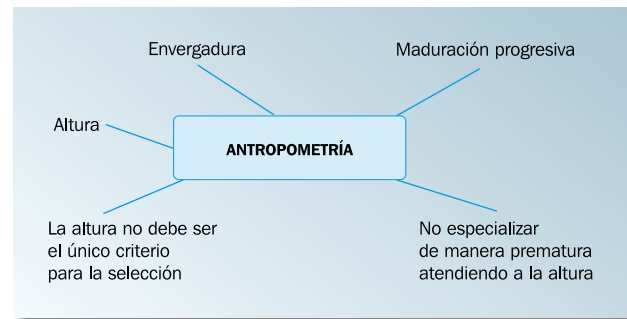 Envergadura
Maduración progresiva
Altura
ANTROPOMETRÍA
La altura no debe ser
el único criterio
para la selección
No especializar
de manera prematura
atendiendo a la altura